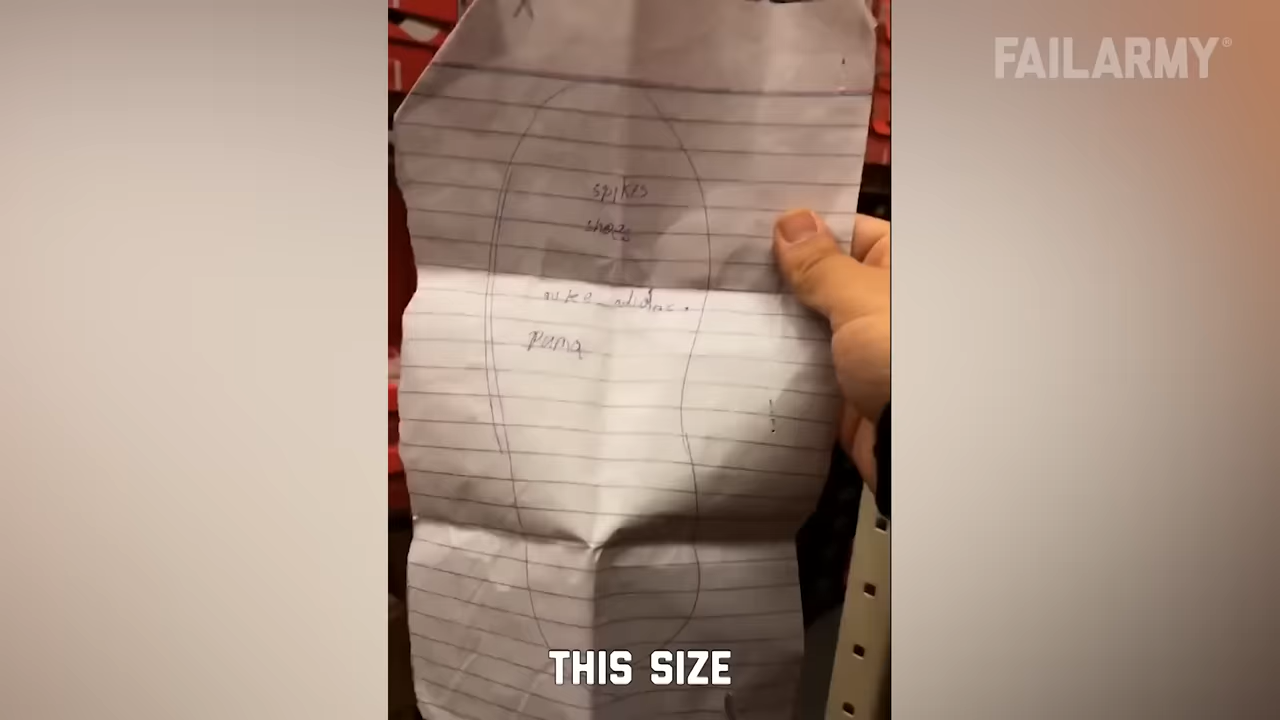 FAILARMY®
X
spikes
shoes
nike adidas.
Puma
THIS SIZE